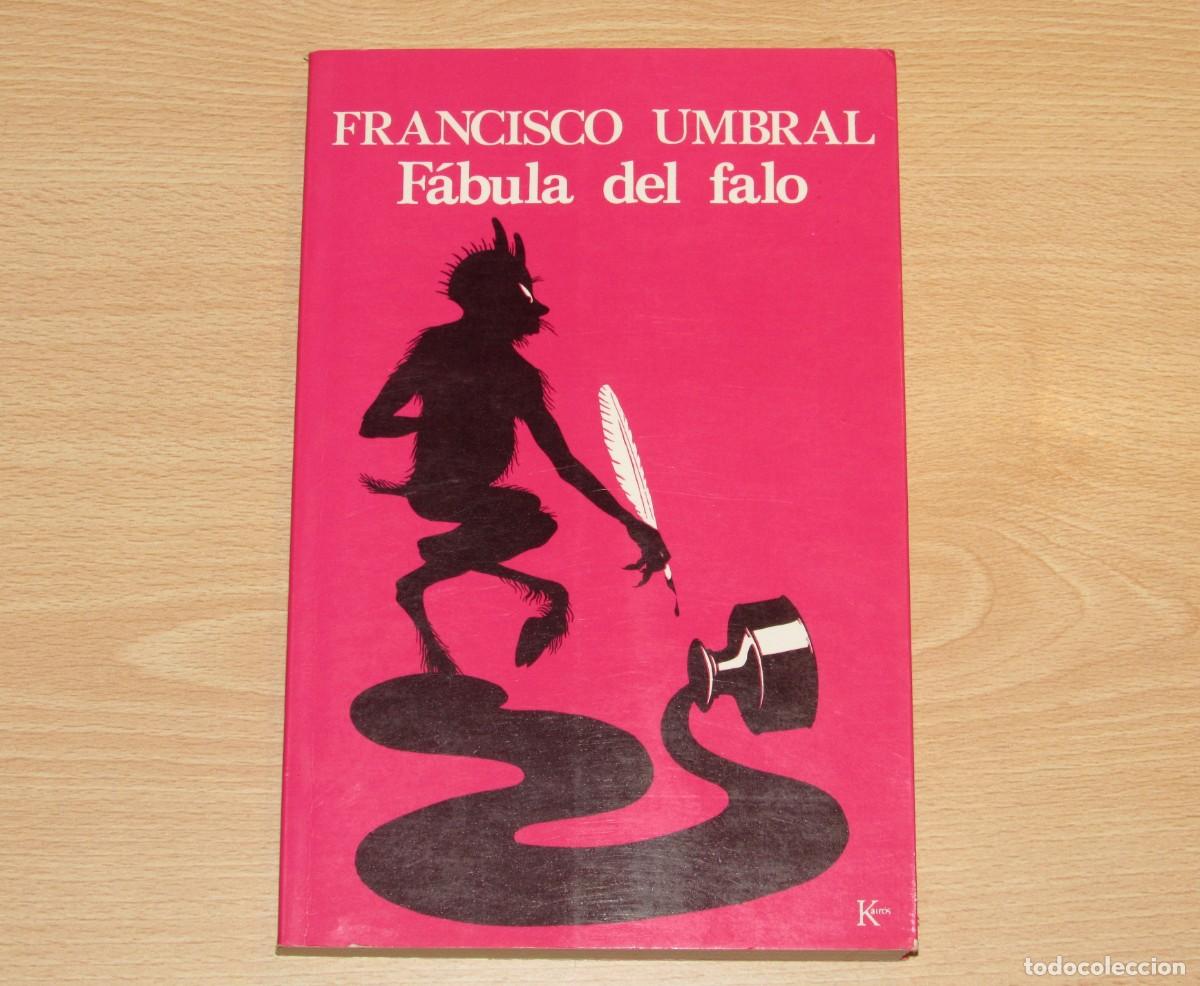 FRANCISCO UMBRAL
Fábula del falo
Kairós
todocoleccion